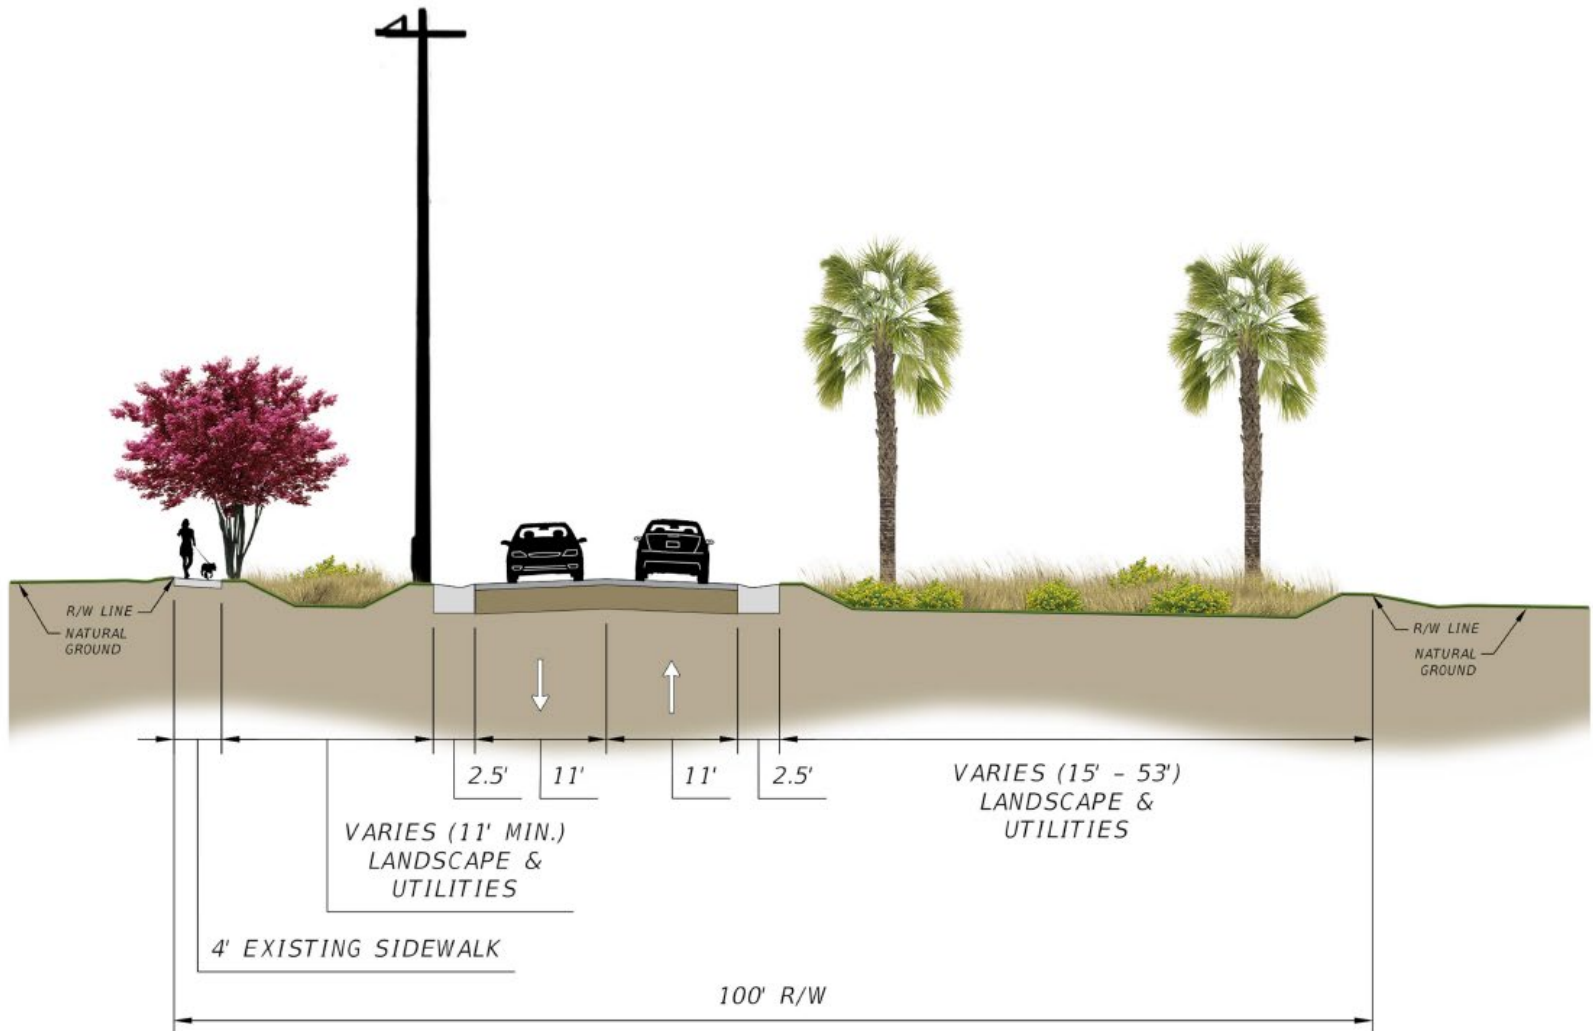 R/W LINE
NATURAL
GROUND
R/W LINE
NATURAL
GROUND
2.5'
11'
11'
2.5'
VARIES (15' - 53')
LANDSCAPE &
UTILITIES
VARIES (11' MIN.)
LANDSCAPE &
UTILITIES
4' EXISTING SIDEWALK
100' R/W